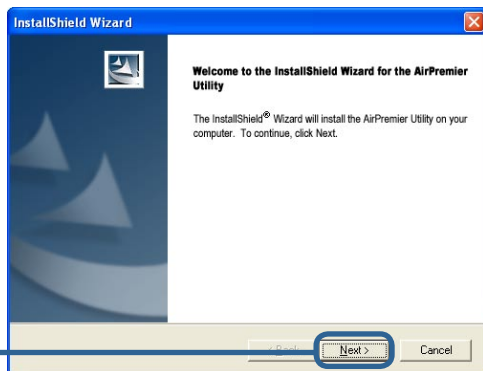 InstallShield Wizard
Welcome to the InstallShield Wizard for the AirPremier
Utility
The InstallShield® Wizard will install the AirPremier Utility on your
computer. To continue, click Next.
< Back
Next >
Cancel